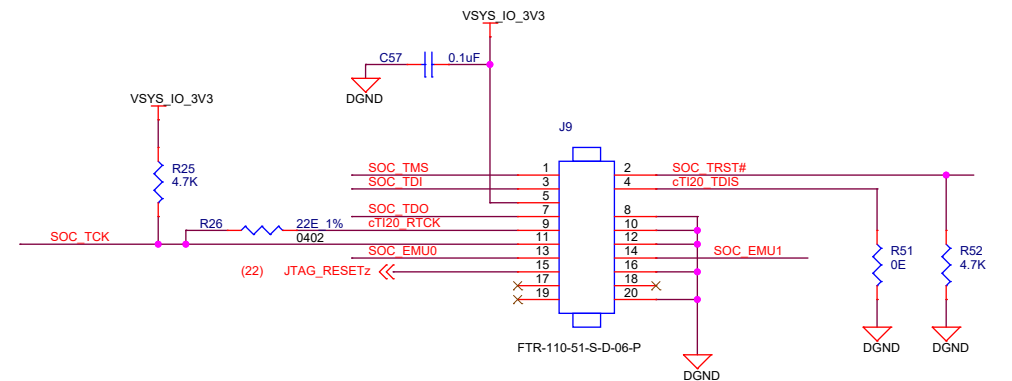 VSYS_IO_3V3
C57 0.1uF
DGND
VSYS_IO_3V3
J9
R25
4.7K
SOC_TMS 1 2 SOC_TRST#
SOC_TDI 3 4 cTI20_TDIS
5
SOC_TDO 7 8
R26 22E_1% cTI20_RTCK 9 10
SOC_TCK 0402 11 12
SOC_EMU0 13 14 SOC_EMU1
R51
0E
R52
4.7K
(22) JTAG_RESETz 15 16
17 18
19 20
FTR-110-51-S-D-06-P
DGND
DGND
DGND